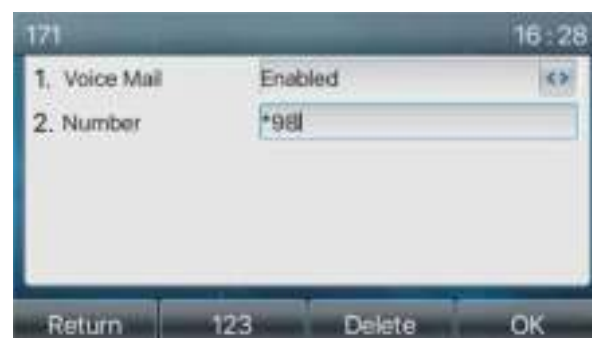 171 16:28
1. Voice Mail Enabled
2. Number *98
Return 123 Delete OK